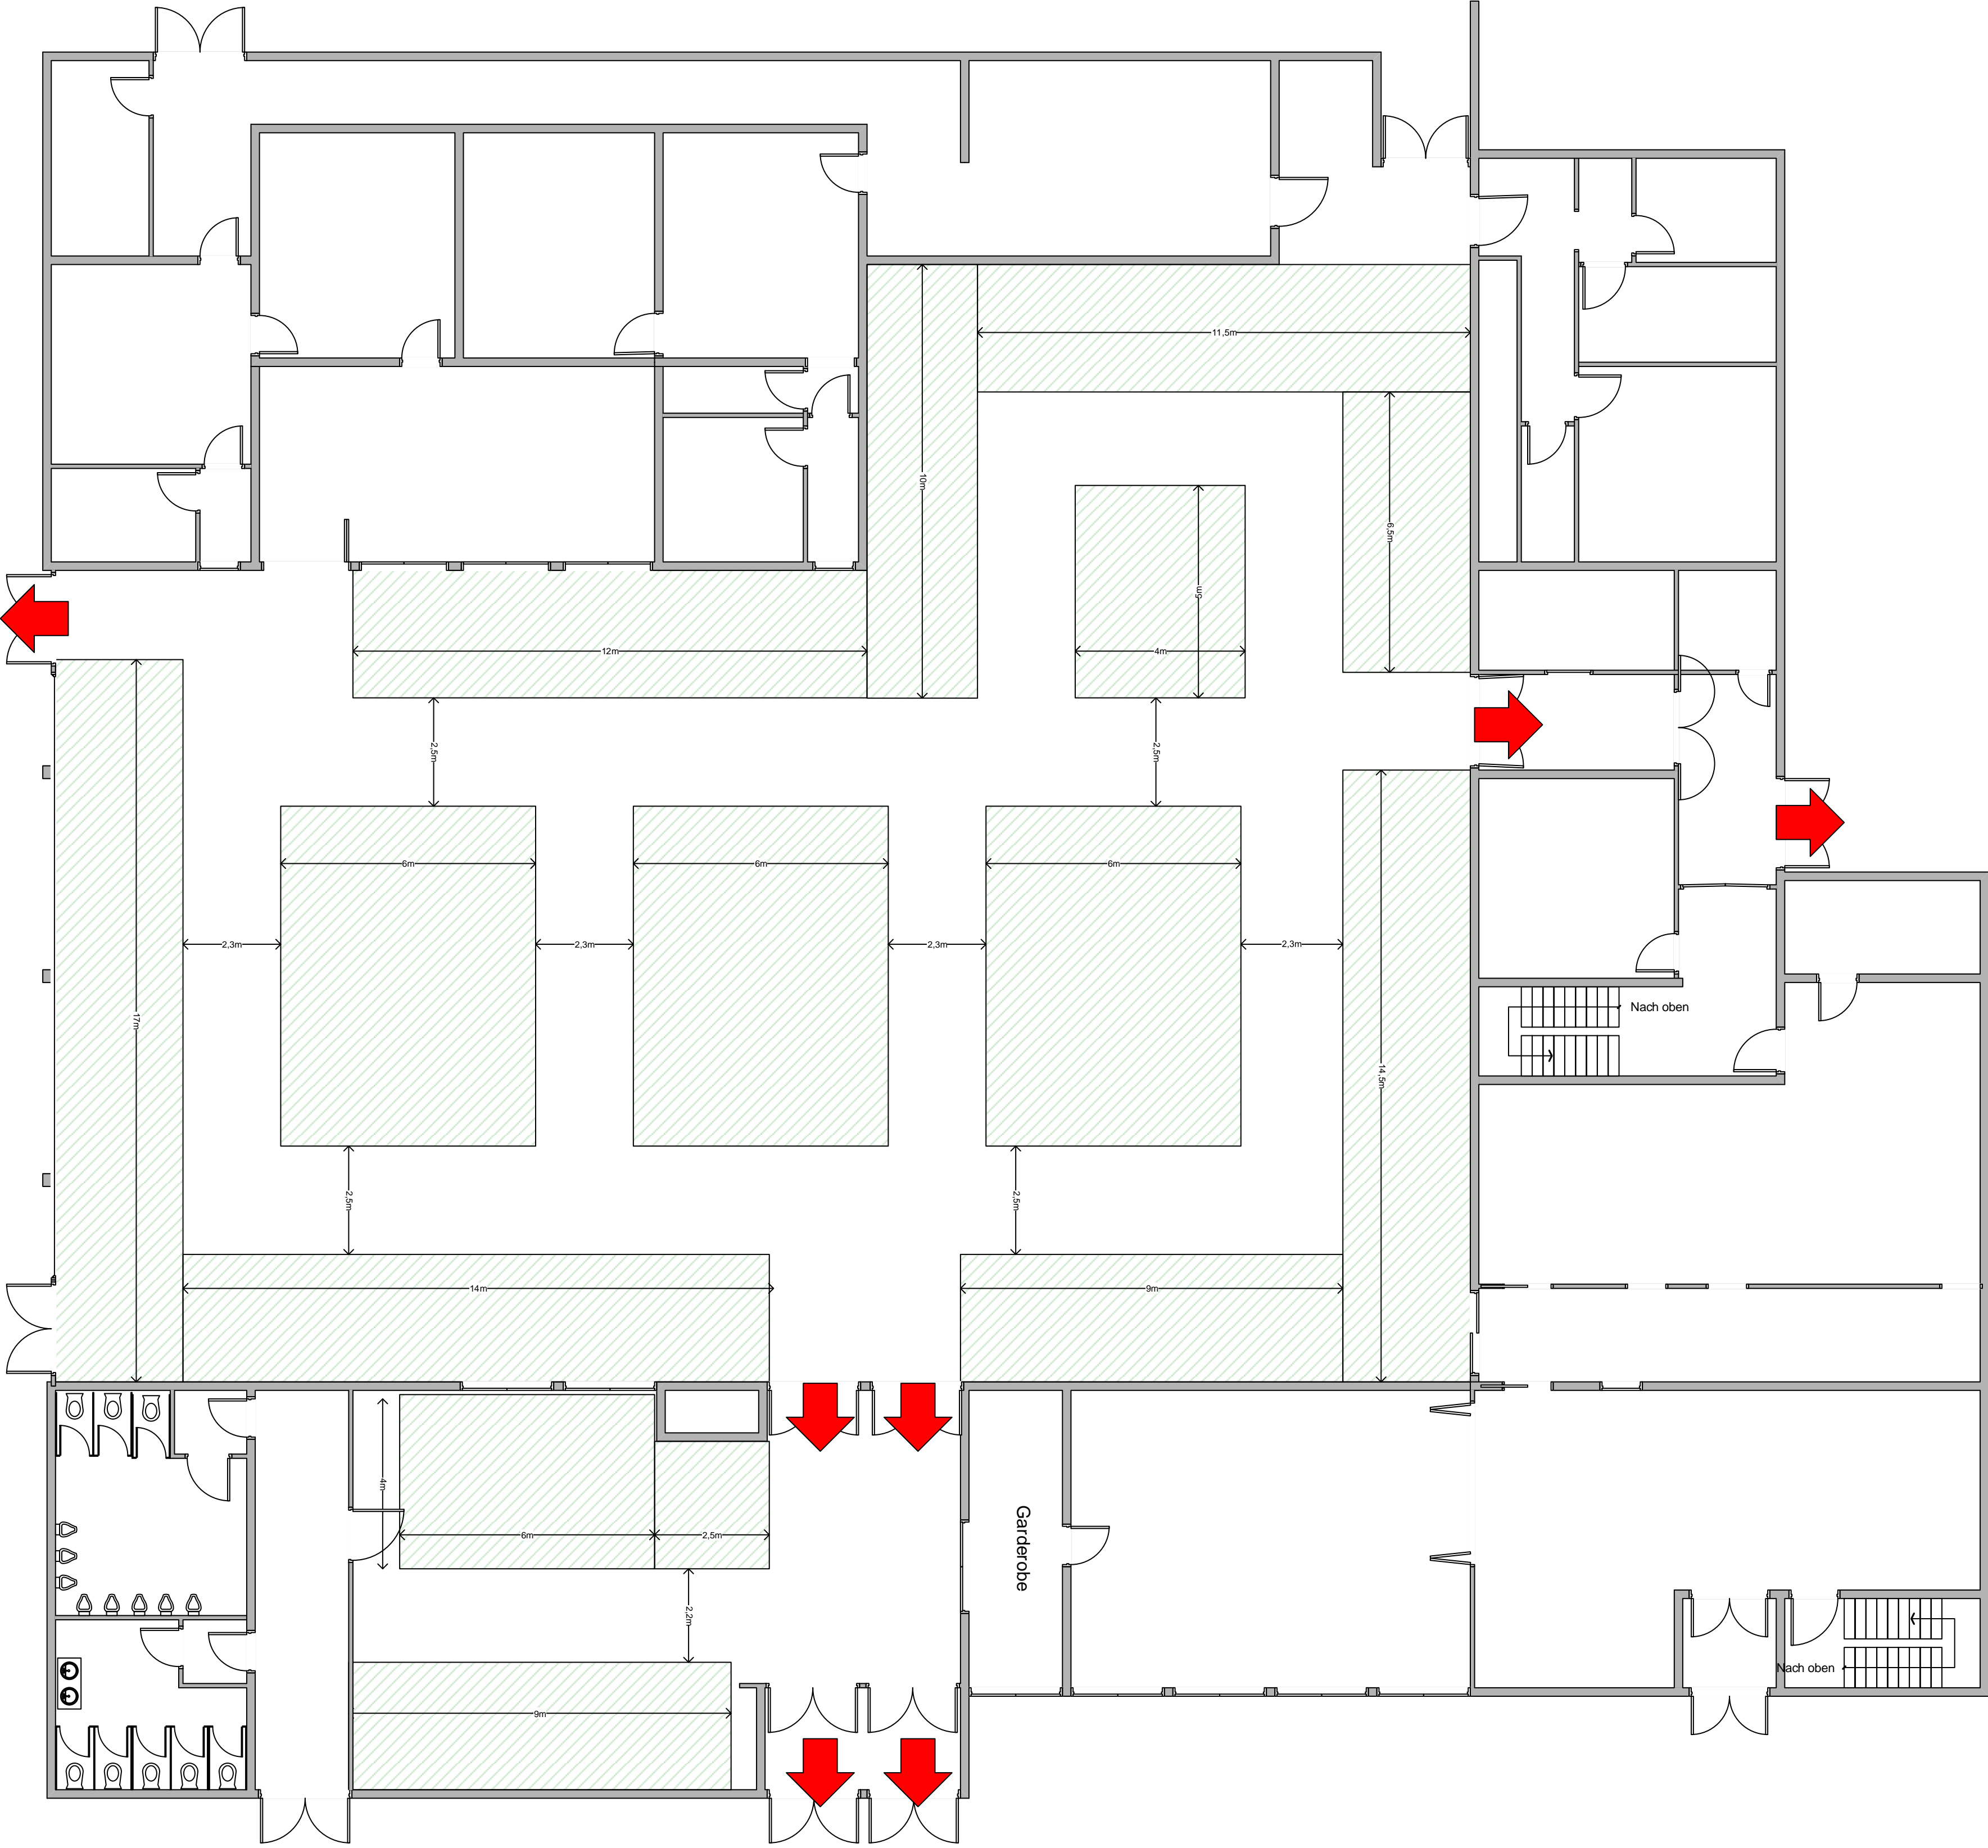 11,5m
10m
6,5m
5m
12m
4m
2,5m
2,5m
6m
6m
6m
2,3m
2,3m
2,3m
2,3m
Nach oben
17m
14,5m
2,5m
2,5m
14m
9m
4m
6m
2,5m
Garderobe
2,2m
Nach oben
9m